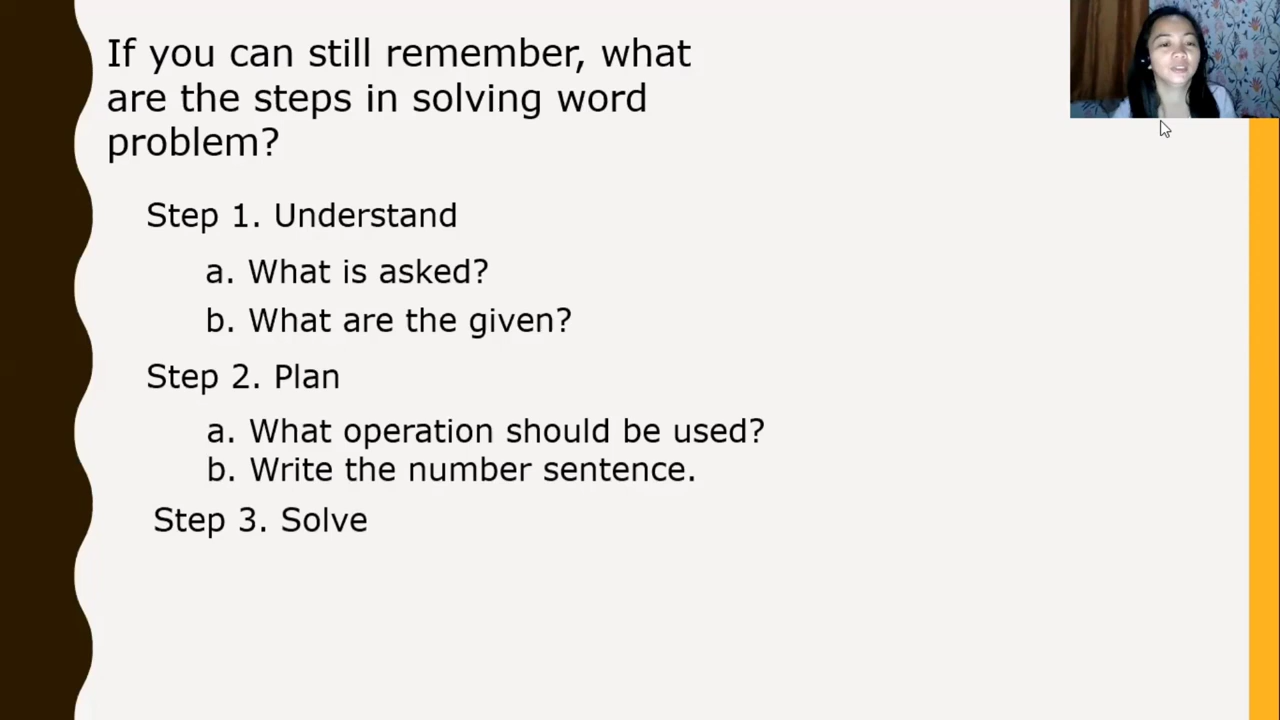 If you can still remember, what
are the steps in solving word
problem?
Step 1. Understand
a. What is asked?
b. What are the given?
Step 2. Plan
a. What operation should be used?
b. Write the number sentence.
Step 3. Solve